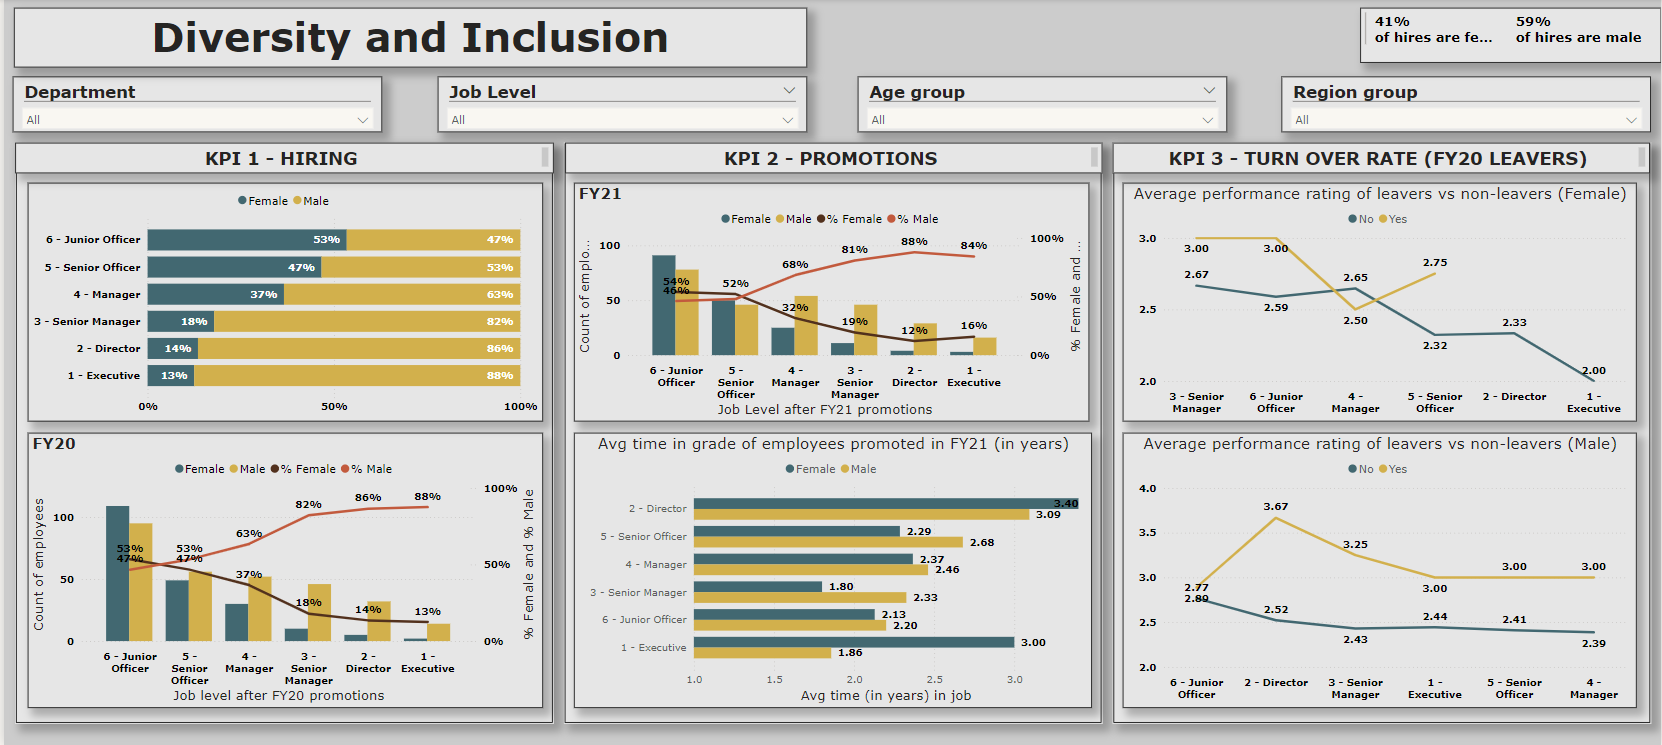 Diversity and Inclusion
41%
of hires are fe...
59%
of hires are male
Department
All
Job Level
All
Age group
All
Region group
All
KPI 1 - HIRING
Female Male
6 - Junior Officer 53% 47%
5 - Senior Officer 47% 53%
4 - Manager 37% 63%
3 - Senior Manager 18% 82%
2 - Director 14% 86%
1 - Executive 13% 88%
0% 50% 100%
FY20
Female Male % Female % Male
Count of employees
100
50
0
53% 53% 63% 82% 86% 88%
47% 47% 37% 18% 14% 13%
100%
50%
0%
% Female and % Male
6 - Junior
Officer
5 -
Senior
Officer
4 -
Manager
3 -
Senior
Manager
2 -
Director
1 -
Executive
Job level after FY20 promotions
KPI 2 - PROMOTIONS
FY21
Female Male % Female % Male
Count of emplo...
100
50
0
54% 52% 68% 81% 88% 84%
46% 32% 19% 12% 16%
100%
50%
0%
% Female and ...
6 - Junior
Officer
5 -
Senior
Officer
4 -
Manager
3 -
Senior
Manager
2 -
Director
1 -
Executive
Job Level after FY21 promotions
Avg time in grade of employees promoted in FY21 (in years)
Female Male
2 - Director 3.40
3.09
5 - Senior Officer 2.29
2.68
4 - Manager 2.37
2.46
3 - Senior Manager 1.80
2.33
6 - Junior Officer 2.13
2.20
1 - Executive 3.00
1.86
1.0 1.5 2.0 2.5 3.0
Avg time (in years) in job
KPI 3 - TURN OVER RATE (FY20 LEAVERS)
Average performance rating of leavers vs non-leavers (Female)
No Yes
3.0
2.5
2.0
3.00 3.00 2.50 2.75
2.67 2.59 2.65 2.32 2.33 2.00
3 - Senior
Manager
6 - Junior
Officer
4 -
Manager
5 - Senior
Officer
2 - Director
1 -
Executive
Average performance rating of leavers vs non-leavers (Male)
No Yes
4.0
3.5
3.0
2.5
2.0
3.67 3.25 3.00 3.00 3.00
2.77 2.52 2.43 2.44 2.41 2.39
6 - Junior
Officer
2 - Director
3 - Senior
Manager
1 -
Executive
5 - Senior
Officer
4 -
Manager